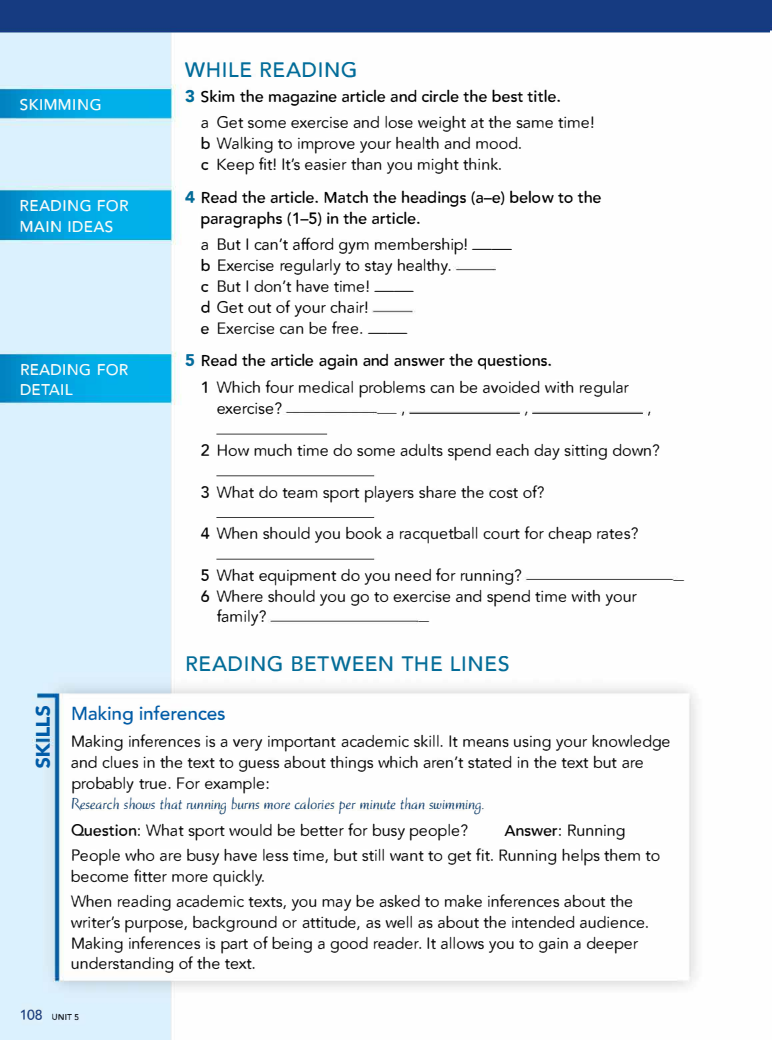 WHILE READING
SKIMMING
3 Skim the magazine article and circle the best title.
a Get some exercise and lose weight at the same time!
b Walking to improve your health and mood.
c Keep fit! It's easier than you might think.
READING FOR
MAIN IDEAS
4 Read the article. Match the headings (a–e) below to the
paragraphs (1–5) in the article.
a But I can't afford gym membership! ____
b Exercise regularly to stay healthy. ____
c But I don't have time! ____
d Get out of your chair! ____
e Exercise can be free. ____
READING FOR
DETAIL
5 Read the article again and answer the questions.
1 Which four medical problems can be avoided with regular
exercise? ____________ , ____________ , ____________ ,
____________
2 How much time do some adults spend each day sitting down?
________________
3 What do team sport players share the cost of?
________________
4 When should you book a racquetball court for cheap rates?
________________
5 What equipment do you need for running? ________________
6 Where should you go to exercise and spend time with your
family? ________________
READING BETWEEN THE LINES
SKILLS
Making inferences
Making inferences is a very important academic skill. It means using your knowledge
and clues in the text to guess about things which aren't stated in the text but are
probably true. For example:
Research shows that running burns more calories per minute than swimming.
Question: What sport would be better for busy people? Answer: Running
People who are busy have less time, but still want to get fit. Running helps them to
become fitter more quickly.
When reading academic texts, you may be asked to make inferences about the
writer's purpose, background or attitude, as well as about the intended audience.
Making inferences is part of being a good reader. It allows you to gain a deeper
understanding of the text.
108 UNIT 5